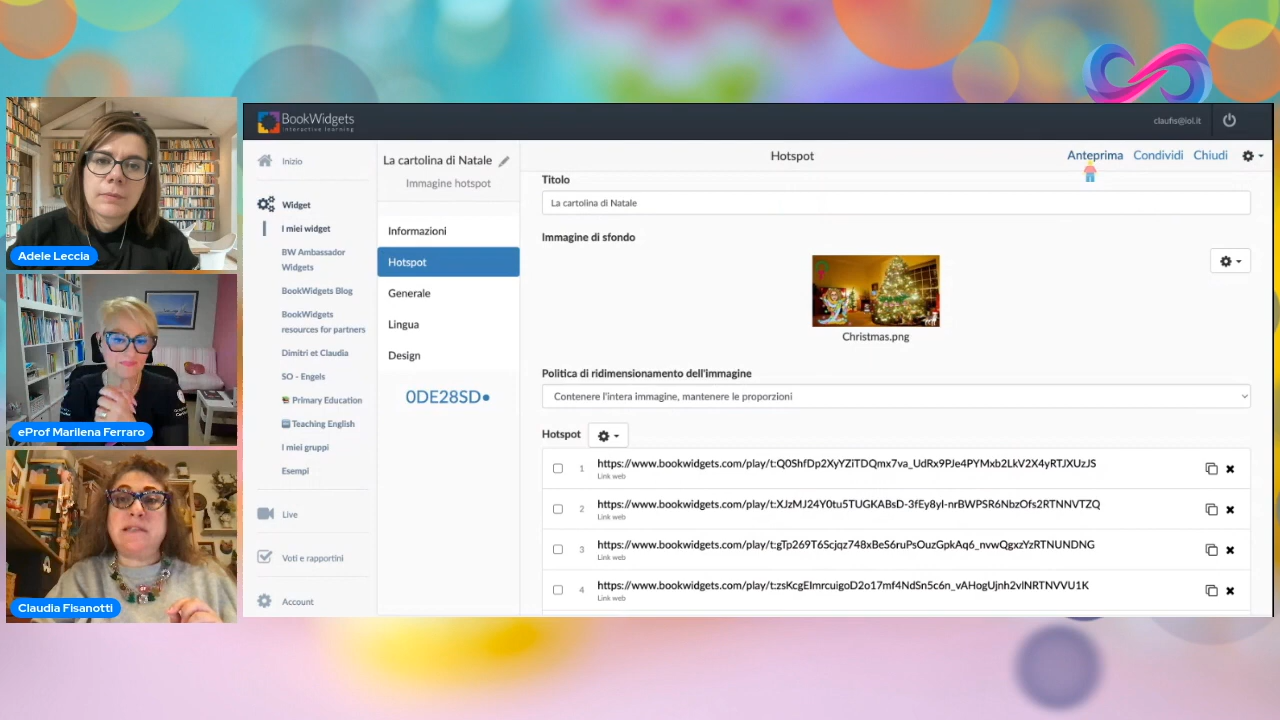 Adele Leccia
eProf Marilena Ferraro
Claudia Fisanotti
BookWidgets
interactive learning
claufis@iol.it
Inizio
Widget
I miei widget
BW Ambassador
Widgets
BookWidgets Blog
BookWidgets
resources for partners
Dimitri et Claudia
SO - Engels
Primary Education
Teaching English
I miei gruppi
Esempi
Live
Voti e rapportini
Account
La cartolina di Natale
Immagine hotspot
Informazioni
Hotspot
Generale
Lingua
Design
0DE28SD
Hotspot
Anteprima Condividi Chiudi
Titolo
La cartolina di Natale
Immagine di sfondo
Christmas.png
Politica di ridimensionamento dell'immagine
Contenere l'intera immagine, mantenere le proporzioni
Hotspot
1 https://www.bookwidgets.com/play/t:Q0ShfDp2XyYZiTDQmx7va_UdRx9PJe4PYMxb2LkV2X4yRTJXUzJS
Link web
2 https://www.bookwidgets.com/play/t:XJzMJ24Y0tu5TUGKABsD-3fEy8yI-nrBWPSR6NbzOfs2RTNNVTZQ
Link web
3 https://www.bookwidgets.com/play/t:gTp269T6Scjqz748xBeS6ruPsOuzGpkAq6_nvwQgxzYzRTNUNDNG
Link web
4 https://www.bookwidgets.com/play/t:zsKcgEImrcuigoD2o17mf4NdSn5c6n_vAHogUjnh2vlNRTNVVU1K
Link web